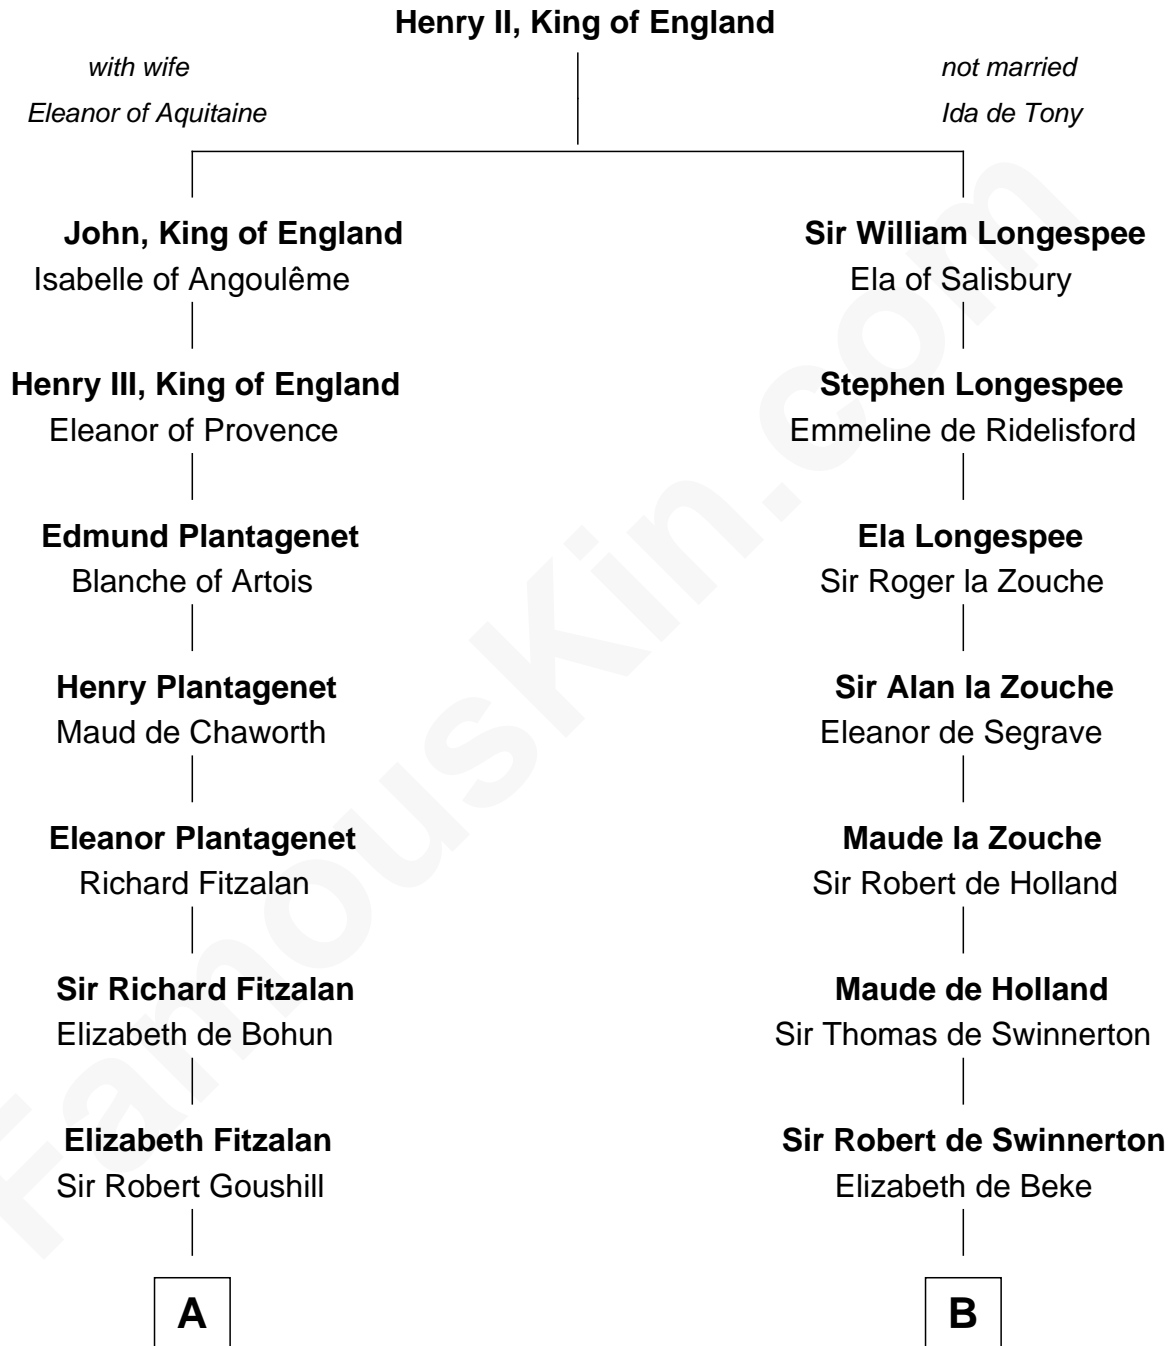 Henry II, King of England
with wife
Eleanor of Aquitaine
not married
Ida de Tony
John, King of England
Isabelle of Angoulême
Sir William Longespee
Ela of Salisbury
Henry III, King of England
Eleanor of Provence
Stephen Longespee
Emmeline de Ridelisford
Edmund Plantagenet
Blanche of Artois
Ela Longespee
Sir Roger la Zouche
Henry Plantagenet
Maud de Chaworth
Sir Alan la Zouche
Eleanor de Segrave
Eleanor Plantagenet
Richard Fitzalan
Maude la Zouche
Sir Robert de Holland
Sir Richard Fitzalan
Elizabeth de Bohun
Maude de Holland
Sir Thomas de Swinnerton
Elizabeth Fitzalan
Sir Robert Goushill
Sir Robert de Swinnerton
Elizabeth de Beke
A
B
FamousKin.com